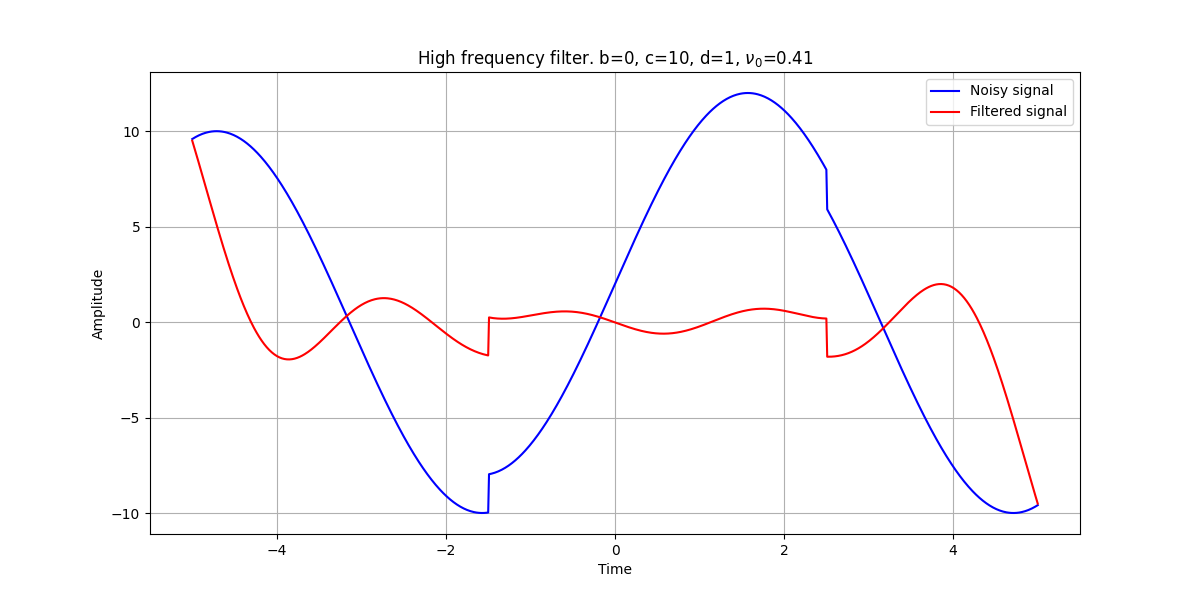 High frequency filter. b=0, c=10, d=1, ν₀=0.41
Noisy signal
Filtered signal
Amplitude
10
5
0
−5
−10
−4
−2
0
2
4
Time